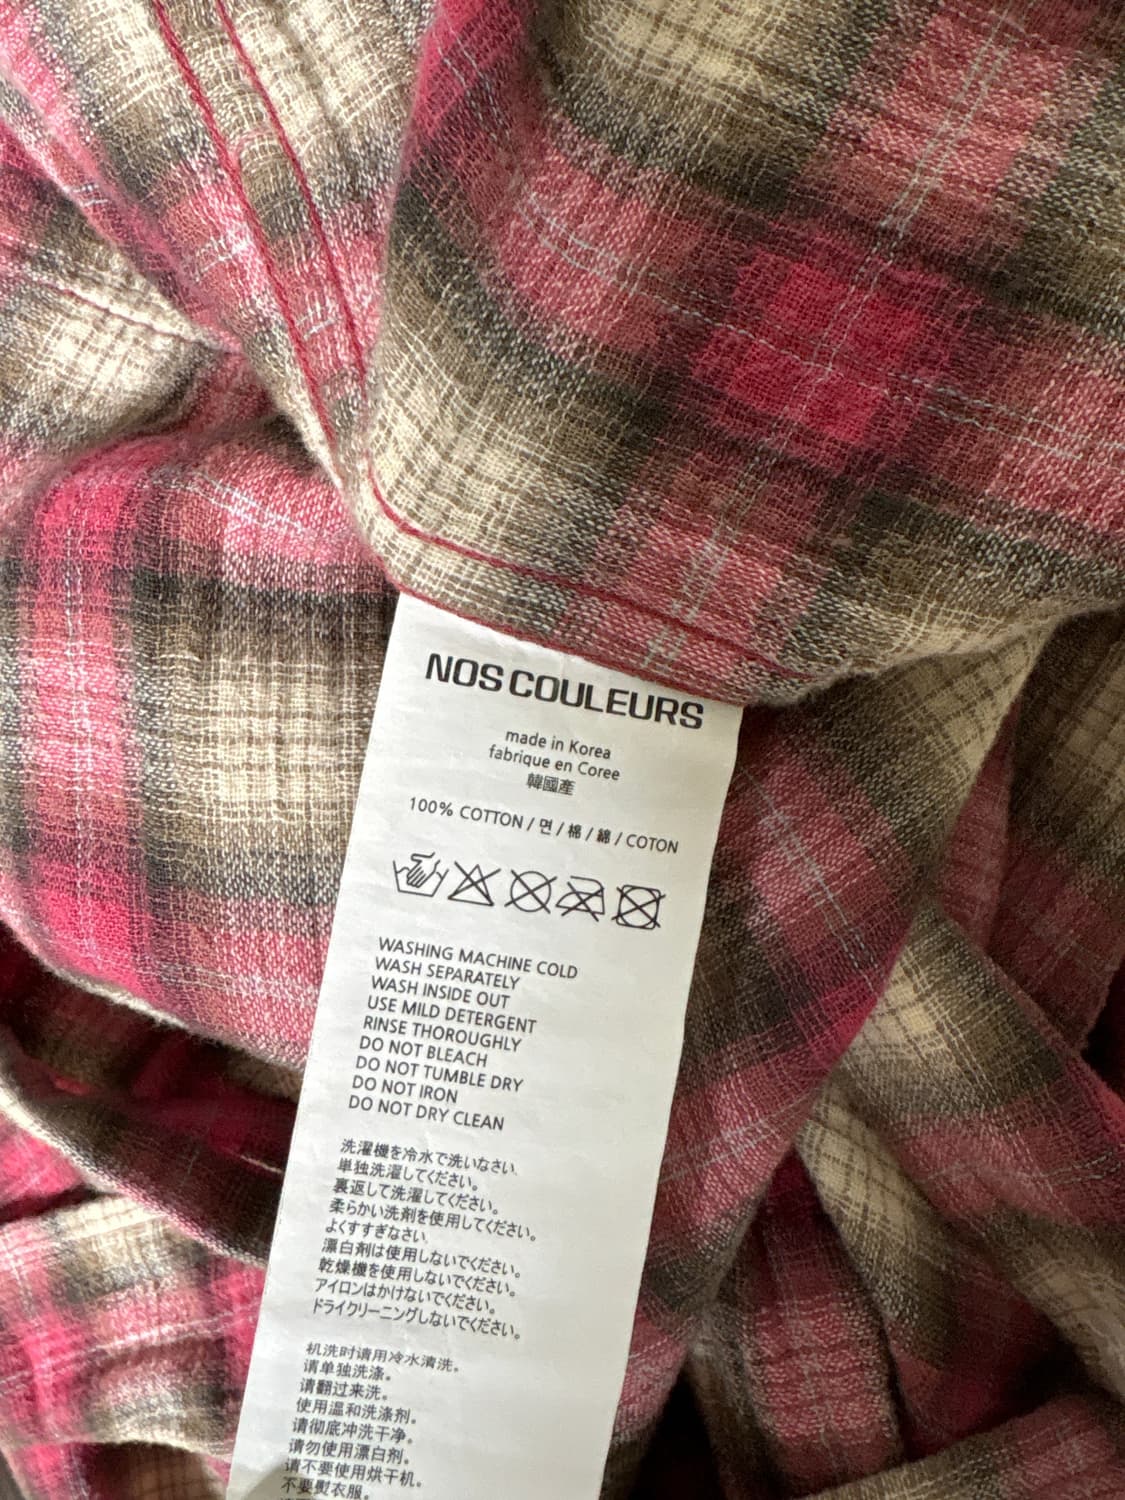 NOS COULEURS
made in Korea
fabrique en Coree
韓國產
100% COTTON / 면 / 棉 / 綿 / COTON
WASHING MACHINE COLD
WASH SEPARATELY
WASH INSIDE OUT
USE MILD DETERGENT
RINSE THOROUGHLY
DO NOT BLEACH
DO NOT TUMBLE DRY
DO NOT IRON
DO NOT DRY CLEAN
洗濯機を冷水で洗いなさい.
単独洗濯してください。
裏返して洗濯してください。
柔らかい洗剤を使用してください。
よくすすぎなさい.
漂白剤は使用しないでください。
乾燥機を使用しないでください。
アイロンはかけないでください。
ドライクリーニングしないでください。
机洗时请用冷水清洗。
请单独洗涤。
请翻过来洗。
使用温和洗涤剂。
请彻底冲洗干净。
请勿使用漂白剂。
请不要使用烘干机。
不要熨衣服。